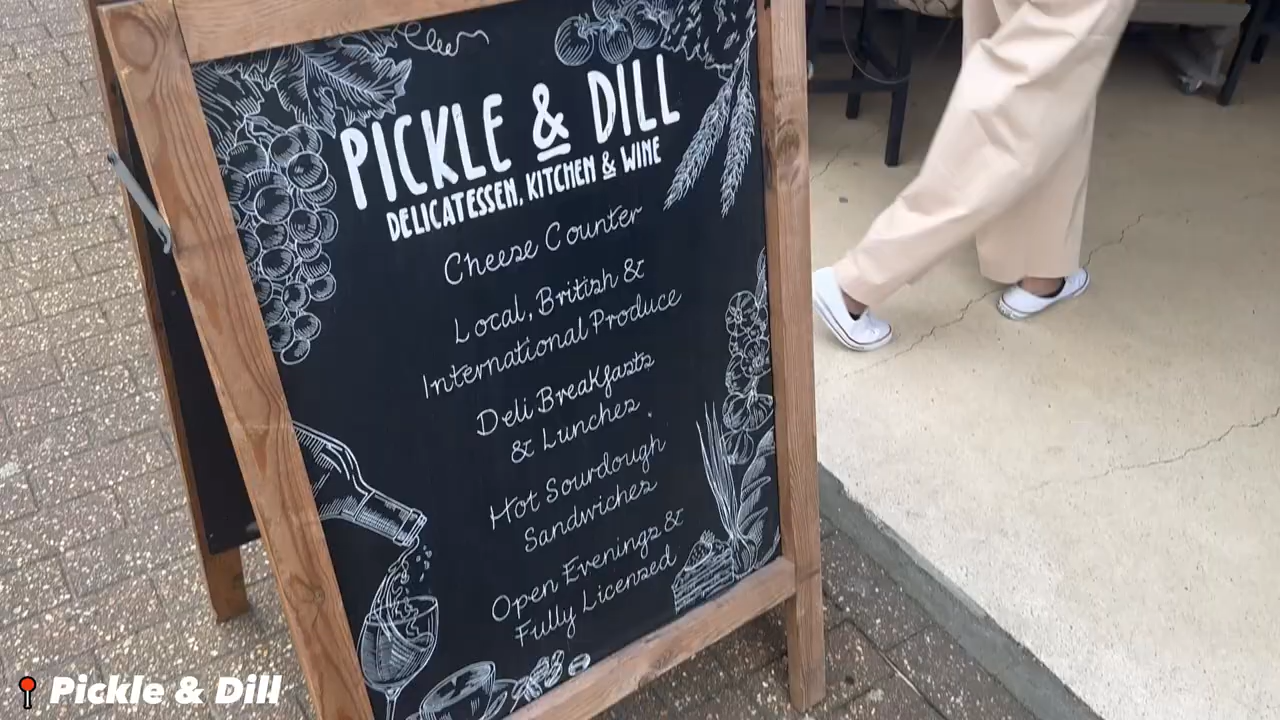 PICKLE & DILL
DELICATESSEN, KITCHEN & WINE
Cheese Counter
Local, British &
International Produce
Deli Breakfasts
& Lunches
Hot Sourdough
Sandwiches
Open Evenings &
Fully Licensed
Pickle & Dill